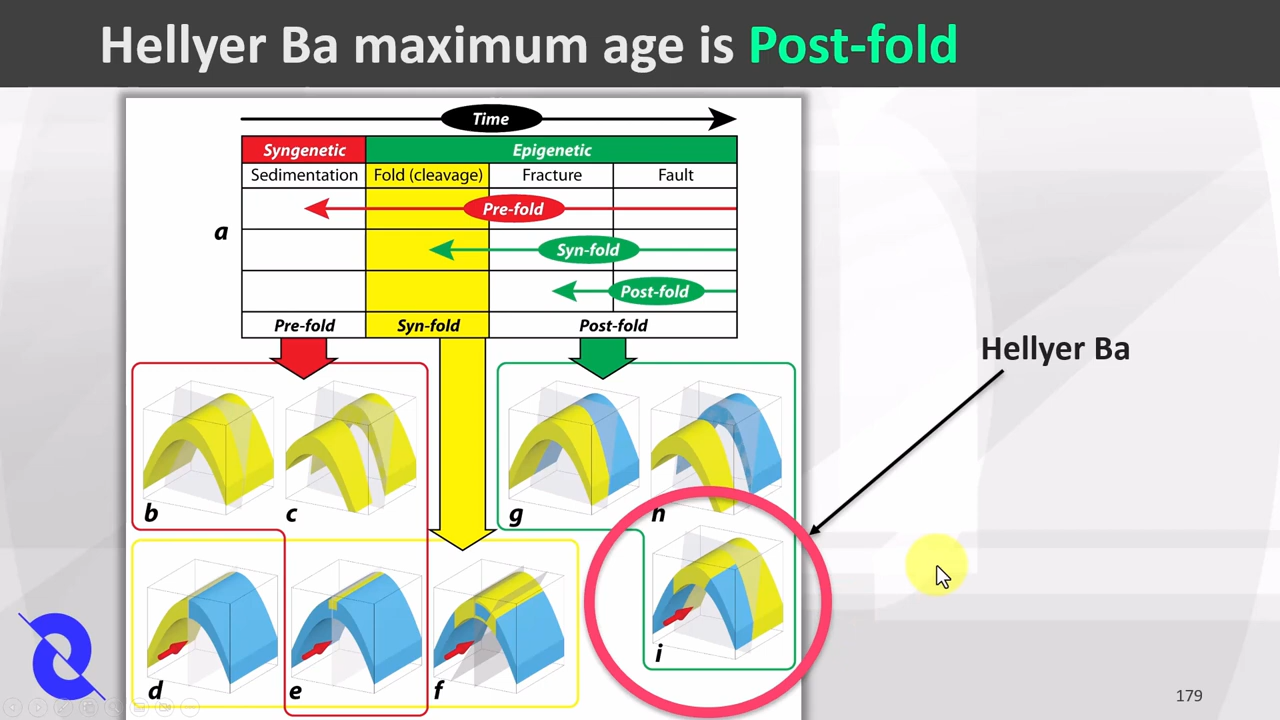 Hellyer Ba maximum age is Post-fold
Time
Syngenetic Epigenetic
Sedimentation Fold (cleavage) Fracture Fault
a
Pre-fold
Syn-fold
Post-fold
Pre-fold Syn-fold Post-fold
Hellyer Ba
b c g h
d e f i
179